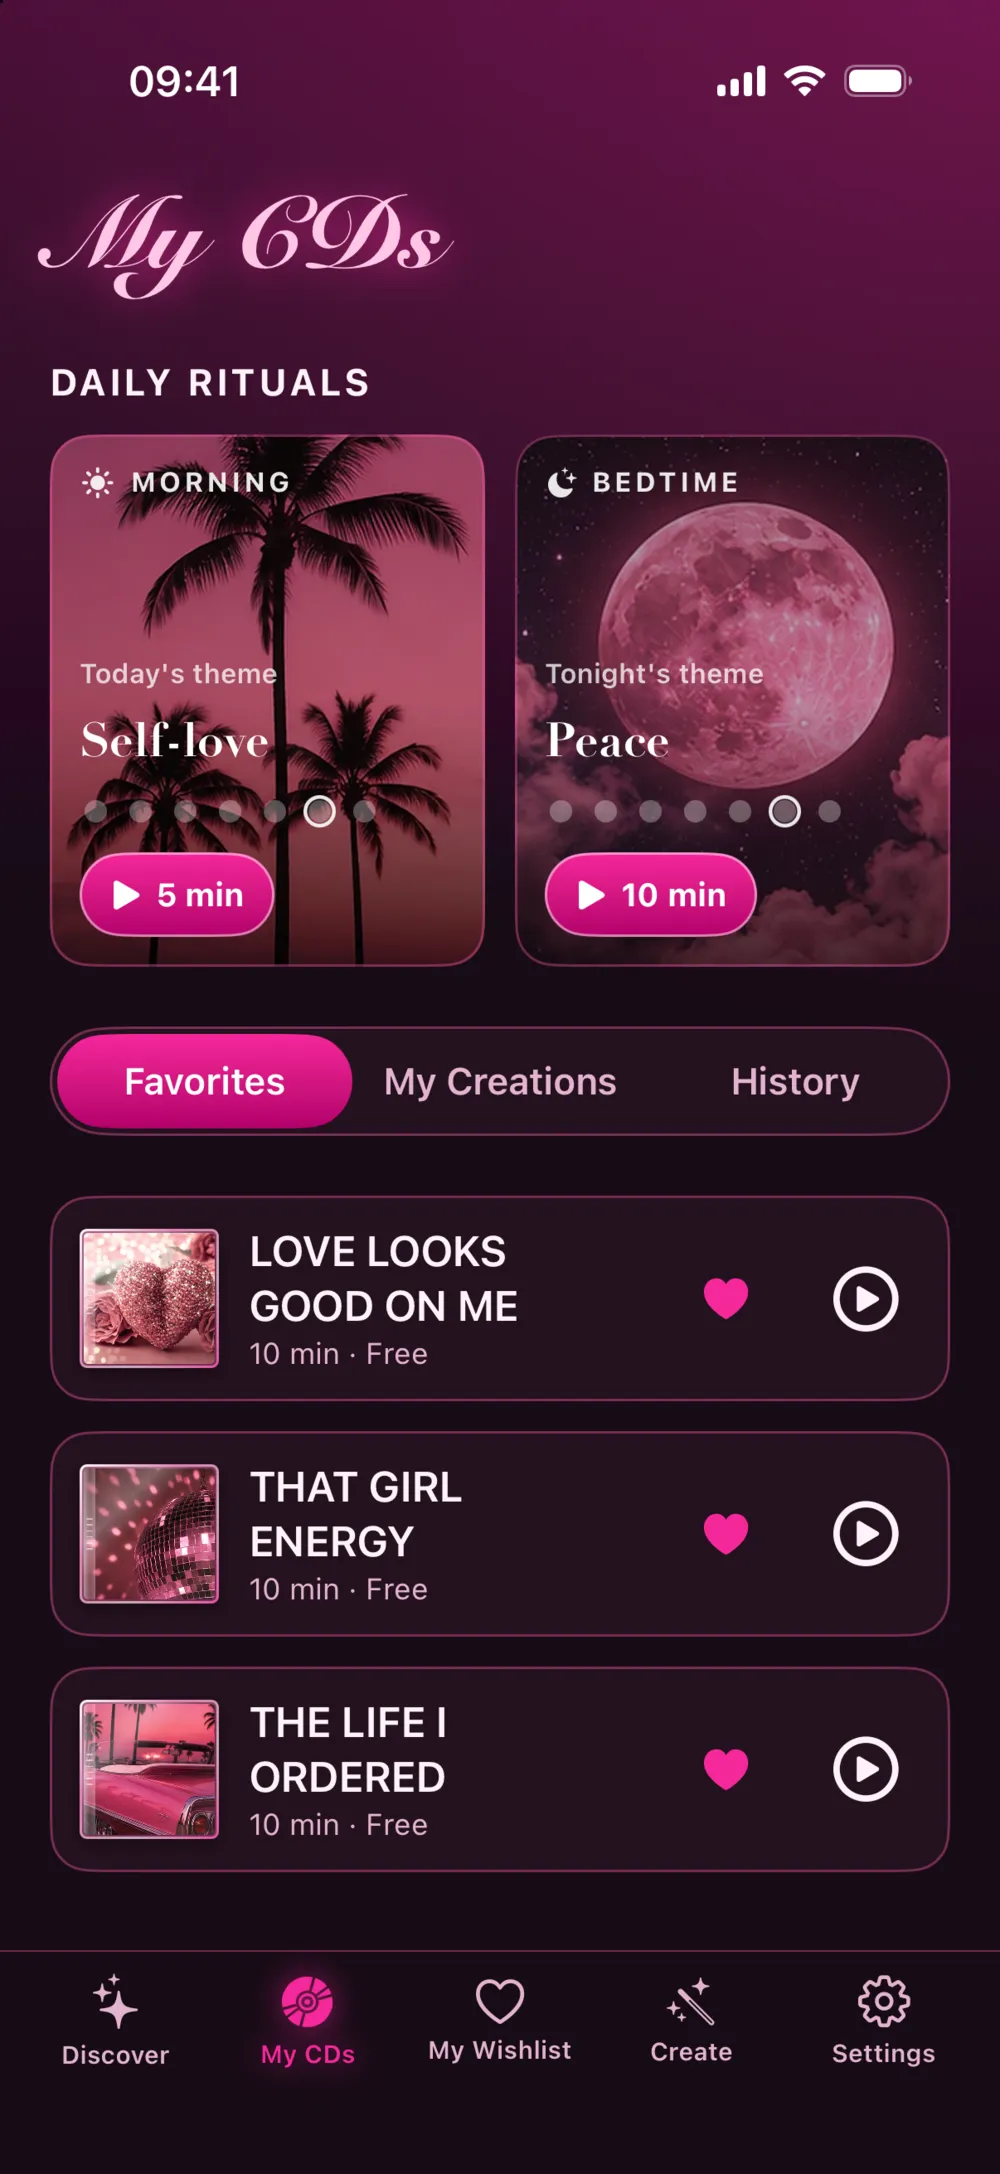 09:41
My CDs
DAILY RITUALS
MORNING
Today's theme
Self-love
5 min
BEDTIME
Tonight's theme
Peace
10 min
Favorites
My Creations
History
LOVE LOOKS
GOOD ON ME
10 min · Free
THAT GIRL
ENERGY
10 min · Free
THE LIFE I
ORDERED
10 min · Free
Discover
My CDs
My Wishlist
Create
Settings